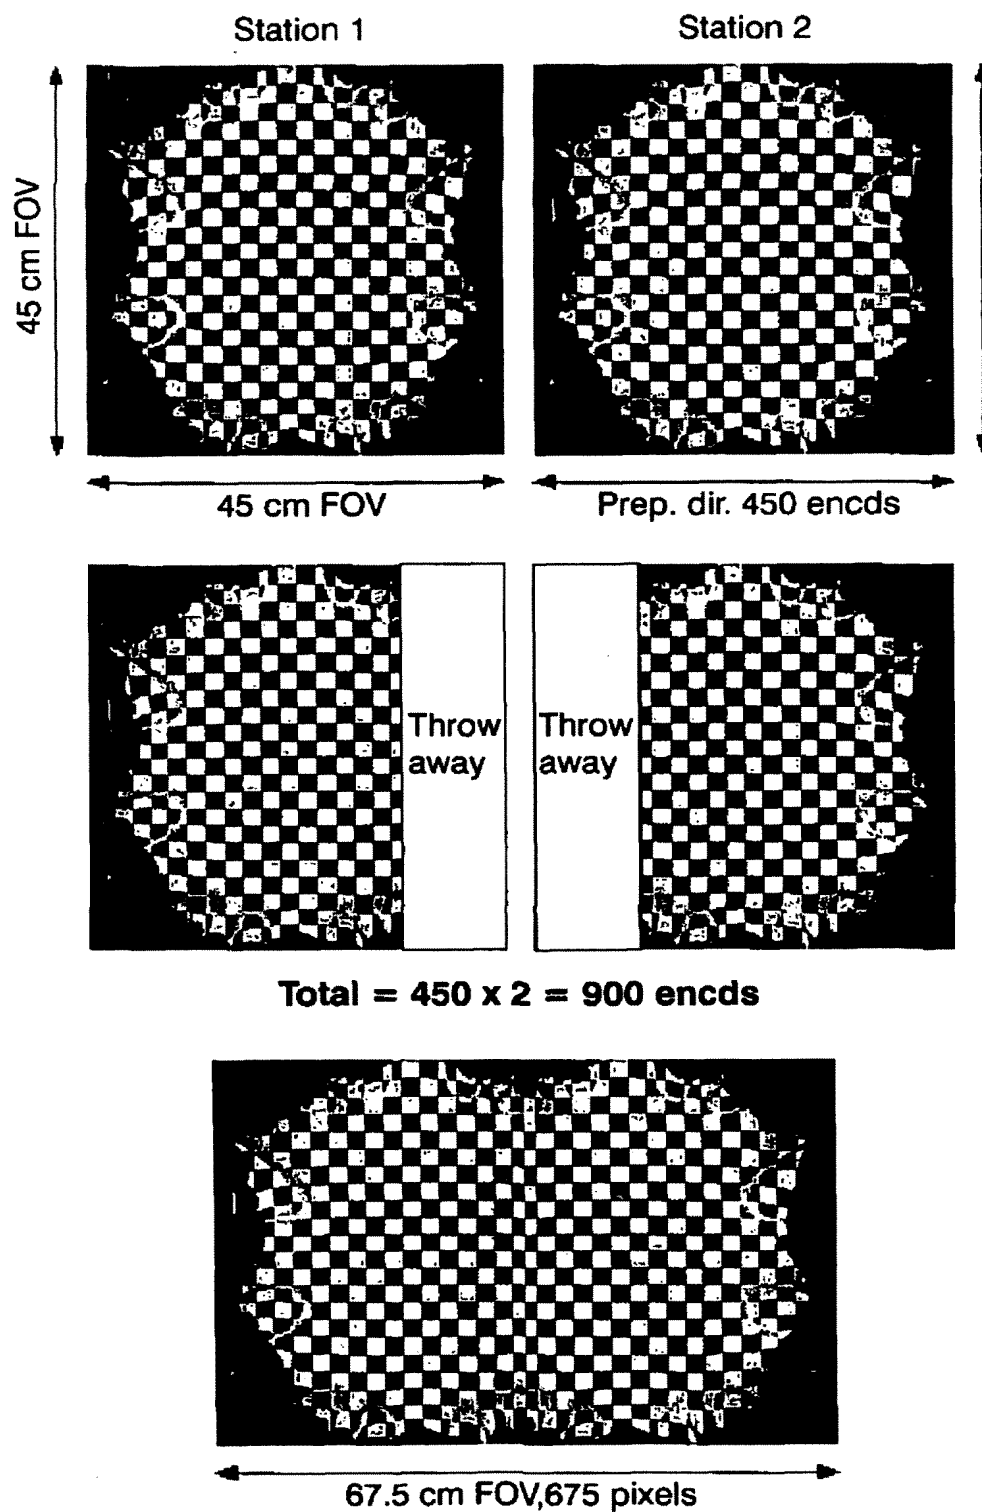 Station 1
Station 2
45 cm FOV
45 cm FOV
Prep. dir. 450 encds
Throw
away
Throw
away
Total = 450 x 2 = 900 encds
67.5 cm FOV,675 pixels